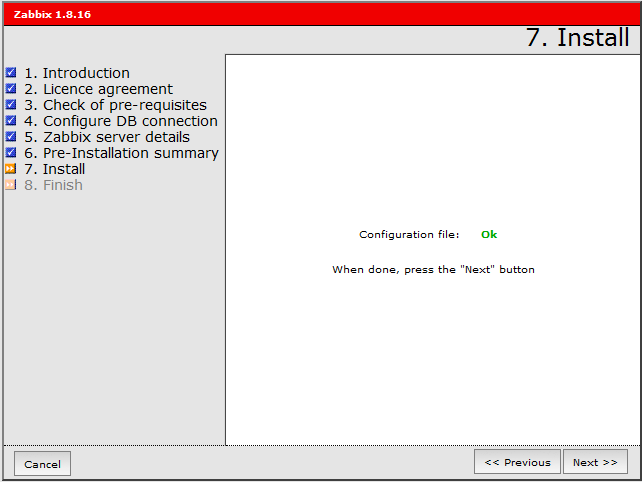 Zabbix 1.8.16
7. Install
1. Introduction
2. Licence agreement
3. Check of pre-requisites
4. Configure DB connection
5. Zabbix server details
6. Pre-Installation summary
7. Install
8. Finish
Configuration file: Ok
When done, press the "Next" button
Cancel
<< Previous
Next >>